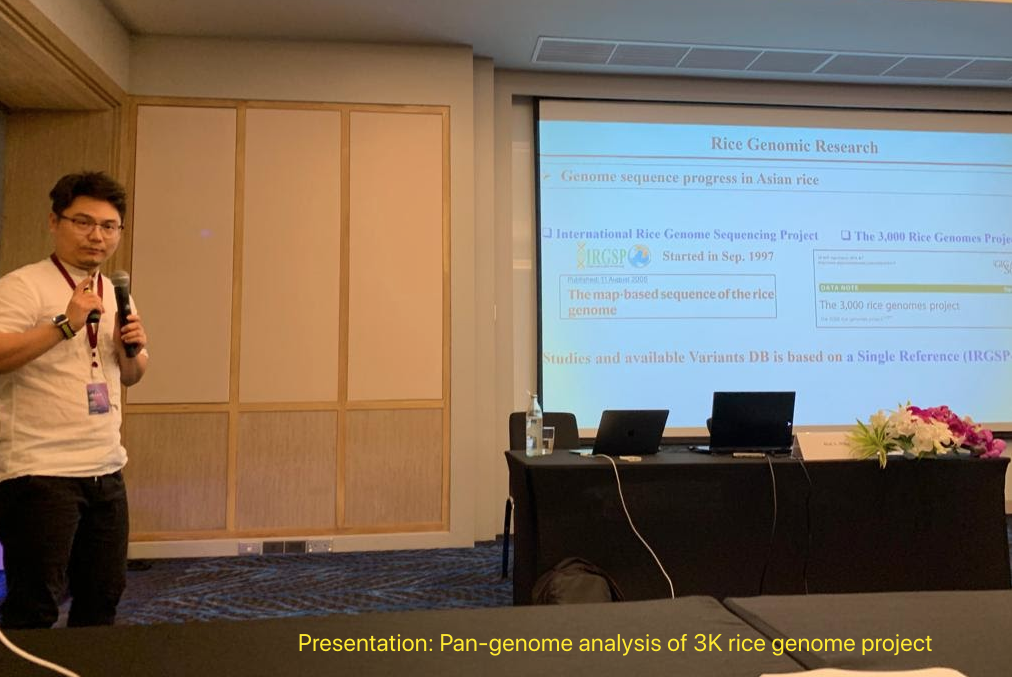 Rice Genomic Research
➢ Genome sequence progress in Asian rice
❑ International Rice Genome Sequencing Project
❑ The 3,000 Rice Genomes Proje
IRGSP
Started in Sep. 1997
Published: 11 August 2005
The map-based sequence of the rice
genome
DATA NOTE
The 3,000 rice genomes project
Studies and available Variants DB is based on a Single Reference (IRGSP
Presentation: Pan-genome analysis of 3K rice genome project